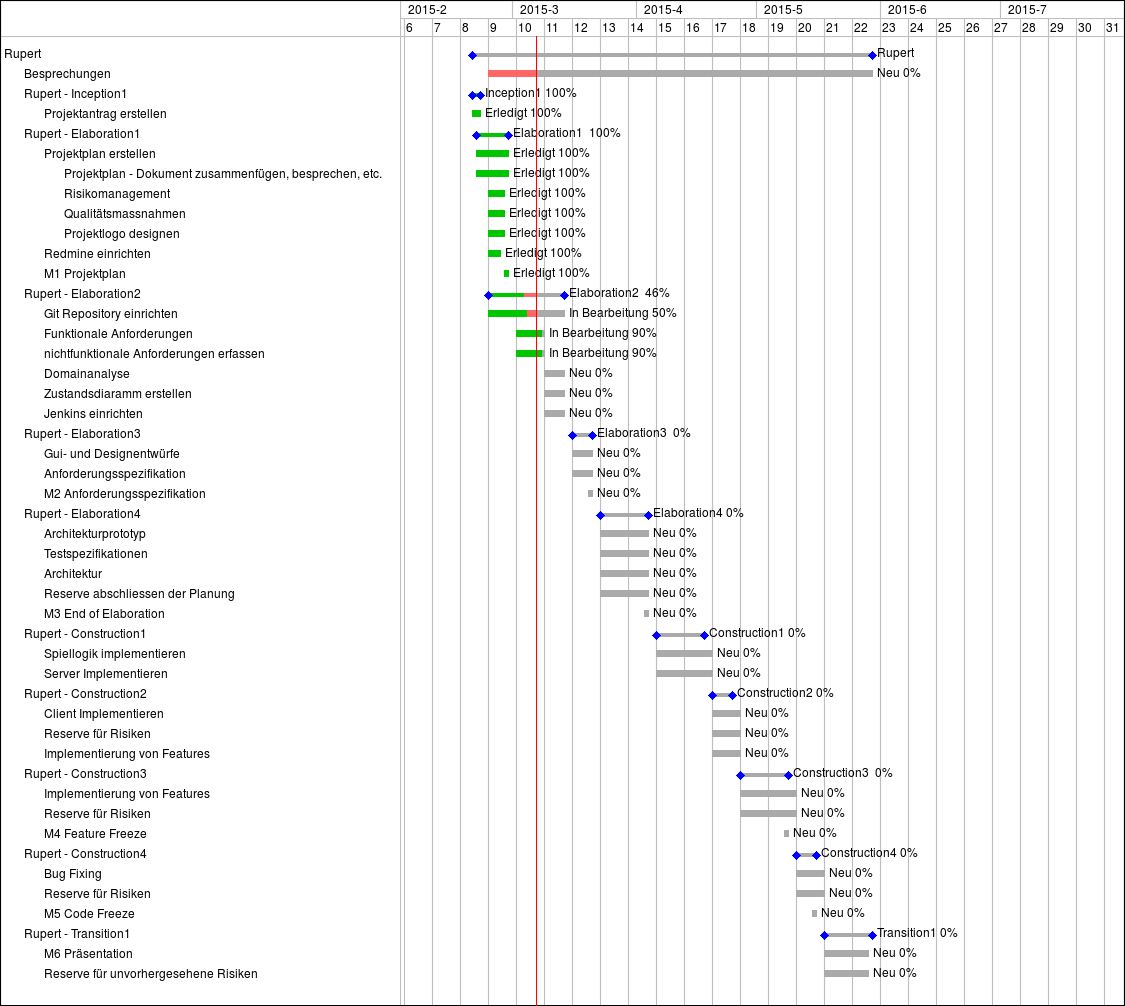 2015-2 2015-3 2015-4 2015-5 2015-6 2015-7
6 7 8 9 10 11 12 13 14 15 16 17 18 19 20 21 22 23 24 25 26 27 28 29 30 31
Rupert Rupert
Besprechungen Neu 0%
Rupert - Inception1 Inception1 100%
Projektantrag erstellen Erledigt 100%
Rupert - Elaboration1 Elaboration1 100%
Projektplan erstellen Erledigt 100%
Projektplan - Dokument zusammenfügen, besprechen, etc. Erledigt 100%
Risikomanagement Erledigt 100%
Qualitätsmassnahmen Erledigt 100%
Projektlogo designen Erledigt 100%
Redmine einrichten Erledigt 100%
M1 Projektplan Erledigt 100%
Rupert - Elaboration2 Elaboration2 46%
Git Repository einrichten In Bearbeitung 50%
Funktionale Anforderungen In Bearbeitung 90%
nichtfunktionale Anforderungen erfassen In Bearbeitung 90%
Domainanalyse Neu 0%
Zustandsdiaramm erstellen Neu 0%
Jenkins einrichten Neu 0%
Rupert - Elaboration3 Elaboration3 0%
Gui- und Designentwürfe Neu 0%
Anforderungsspezifikation Neu 0%
M2 Anforderungsspezifikation Neu 0%
Rupert - Elaboration4 Elaboration4 0%
Architekturprototyp Neu 0%
Testspezifikationen Neu 0%
Architektur Neu 0%
Reserve abschliessen der Planung Neu 0%
M3 End of Elaboration Neu 0%
Rupert - Construction1 Construction1 0%
Spiellogik implementieren Neu 0%
Server Implementieren Neu 0%
Rupert - Construction2 Construction2 0%
Client Implementieren Neu 0%
Reserve für Risiken Neu 0%
Implementierung von Features Neu 0%
Rupert - Construction3 Construction3 0%
Implementierung von Features Neu 0%
Reserve für Risiken Neu 0%
M4 Feature Freeze Neu 0%
Rupert - Construction4 Construction4 0%
Bug Fixing Neu 0%
Reserve für Risiken Neu 0%
M5 Code Freeze Neu 0%
Rupert - Transition1 Transition1 0%
M6 Präsentation Neu 0%
Reserve für unvorhergesehene Risiken Neu 0%